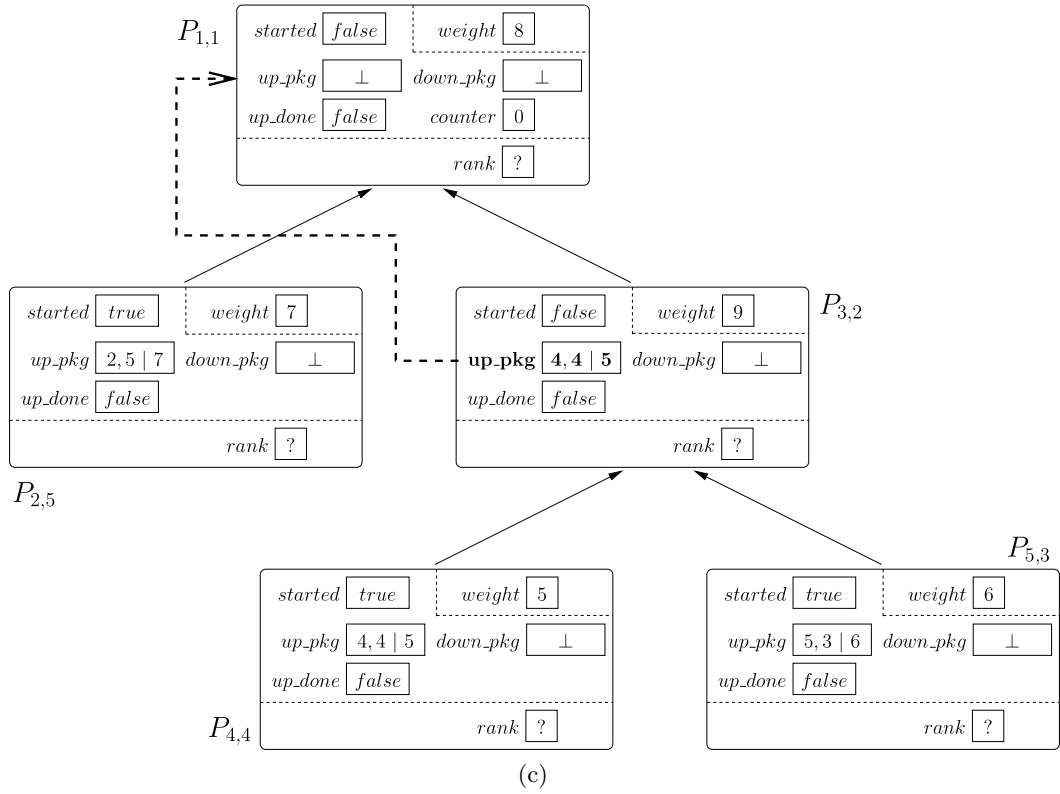 P1,1
started false weight 8
up_pkg ⊥ down_pkg ⊥
up_done false counter 0
rank ?
started true weight 7
up_pkg 2, 5 | 7 down_pkg ⊥
up_done false
rank ?
P2,5
started false weight 9
up_pkg 4, 4 | 5 down_pkg ⊥
up_done false
rank ?
P3,2
started true weight 5
up_pkg 4, 4 | 5 down_pkg ⊥
up_done false
rank ?
P4,4
P5,3
started true weight 6
up_pkg 5, 3 | 6 down_pkg ⊥
up_done false
rank ?
(c)